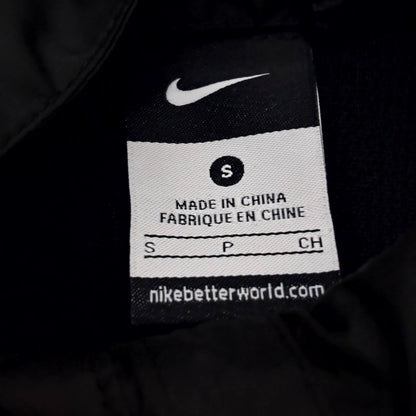 S
MADE IN CHINA
FABRIQUE EN CHINE
S P CH
nikebetterworld.com